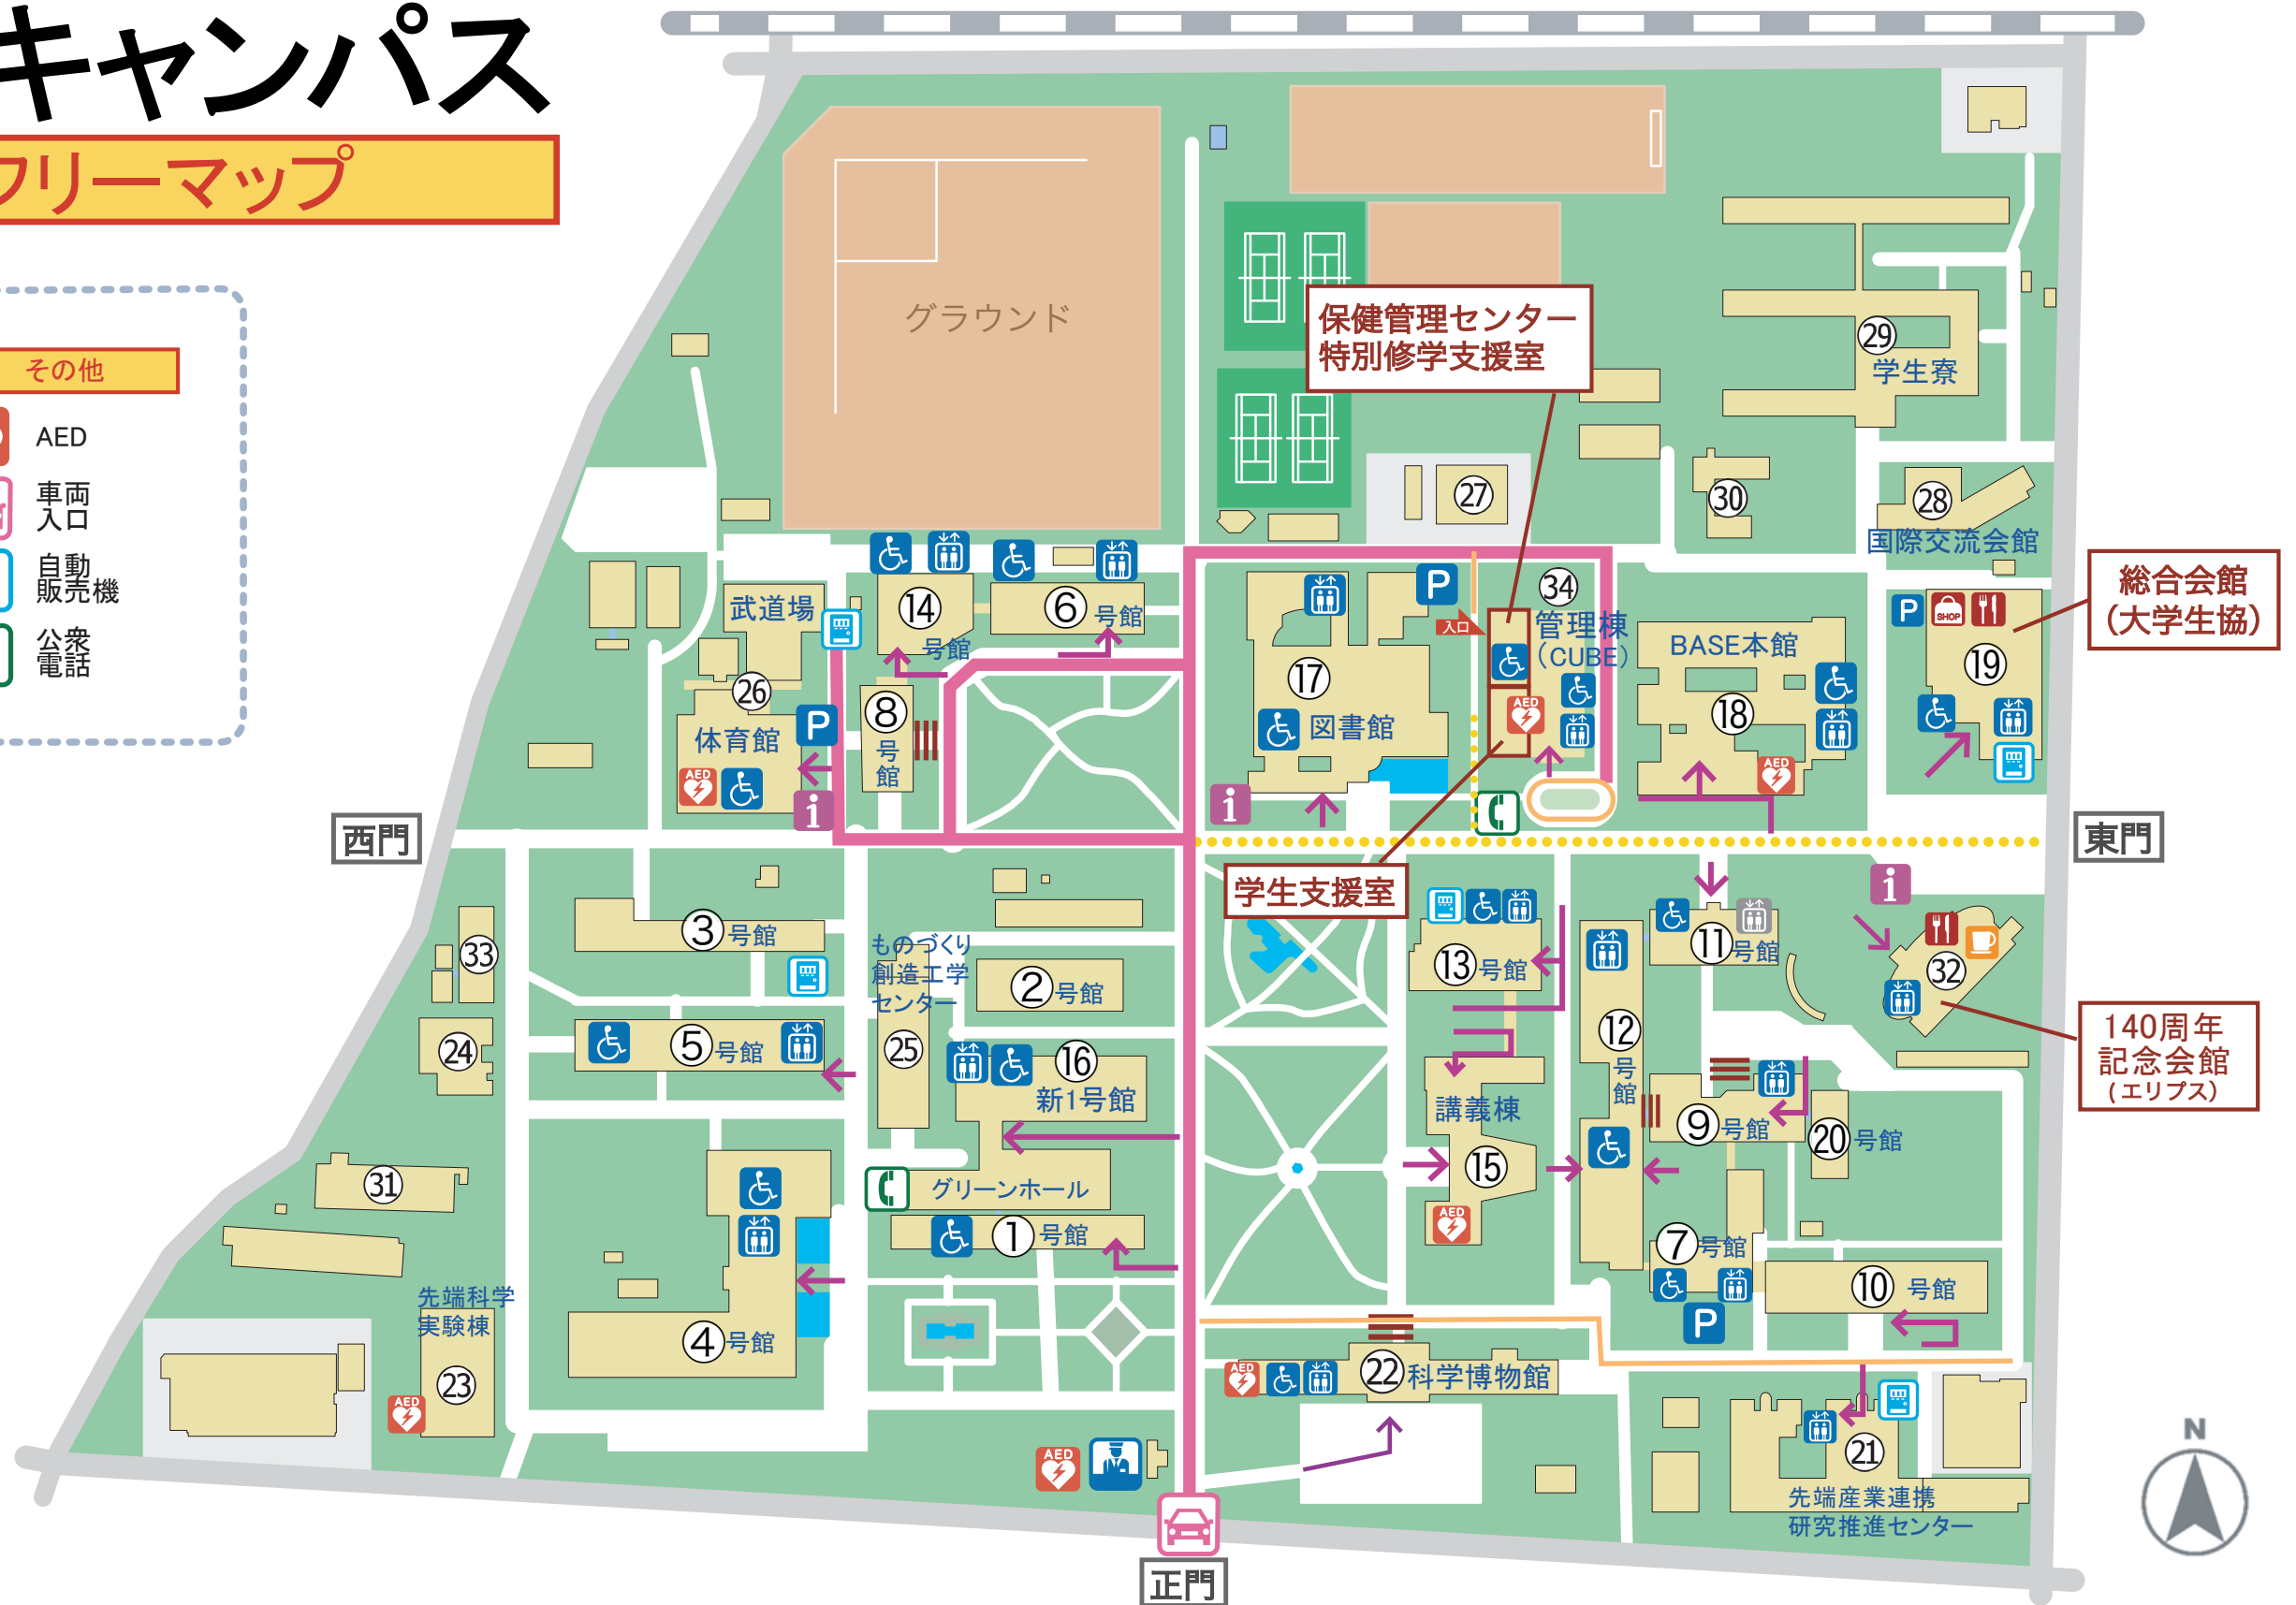 キャンパス
フリーマップ
その他
AED
車両
入口
自動
販売機
公衆
電話
グラウンド
保健管理センター
特別修学支援室
29
学生寮
27
30
28
国際交流会館
総合会館
(大学生協)
武道場
14
号館
6
号館
P
入口
34
管理棟
(CUBE)
BASE本館
P
SHOP
19
26
体育館
P
AED
i
8
号
館
17
図書館
AED
18
AED
i
西門
東門
学生支援室
i
3
号館
33
ものづくり
創造工学
センター
2
号館
13
号館
11
号館
32
140周年
記念会館
(エリプス)
24
5
号館
25
16
新1号館
12
号
館
講義棟
9
号館
20
号館
31
グリーンホール
15
AED
1
号館
7
号館
P
10
号館
先端科学
実験棟
23
AED
4
号館
AED
22
科学博物館
AED
21
先端産業連携
研究推進センター
N
正門